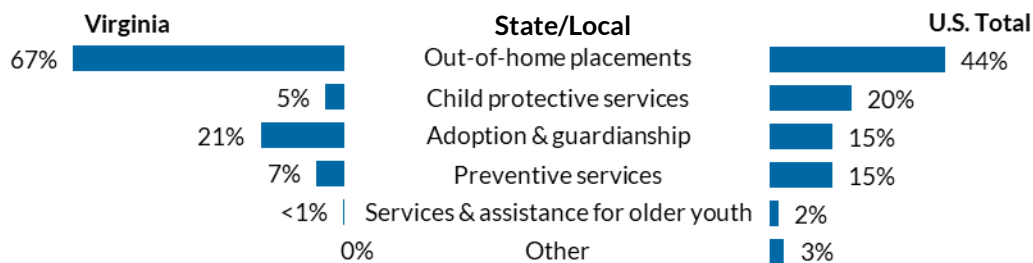 Virginia State/Local U.S. Total
67% Out-of-home placements 44%
5% Child protective services 20%
21% Adoption & guardianship 15%
7% Preventive services 15%
<1% Services & assistance for older youth 2%
0% Other 3%